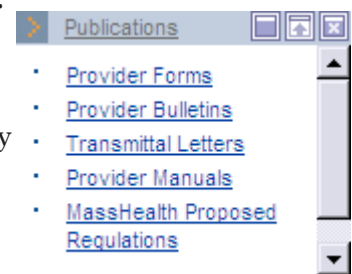 Publications
Provider Forms
Provider Bulletins
y
Transmittal Letters
Provider Manuals
MassHealth Proposed
Regulations